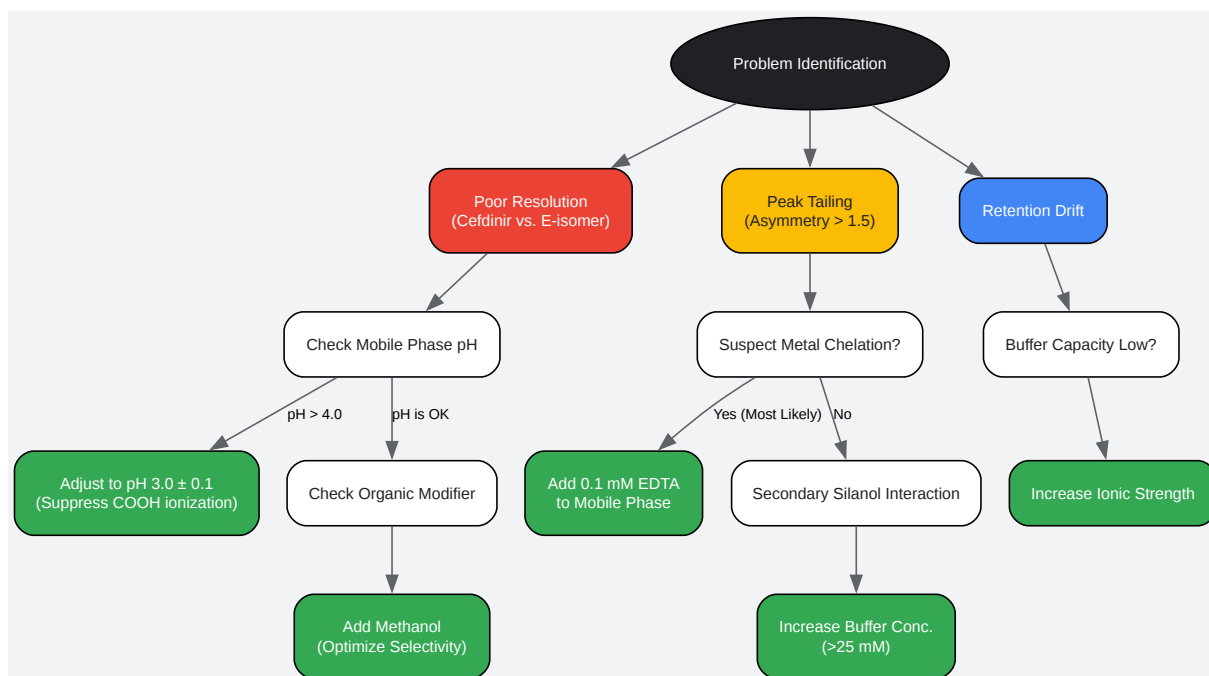 Problem Identification
Poor Resolution
(Cefdinir vs. E-isomer)
Peak Tailing
(Asymmetry > 1.5)
Retention Drift
Check Mobile Phase pH
Suspect Metal Chelation?
Buffer Capacity Low?
pH > 4.0
pH is OK
Yes (Most Likely)
No
Adjust to pH 3.0 ± 0.1
(Suppress COOH ionization)
Check Organic Modifier
Add 0.1 mM EDTA
to Mobile Phase
Secondary Silanol Interaction
Increase Ionic Strength
Add Methanol
(Optimize Selectivity)
Increase Buffer Conc.
(>25 mM)